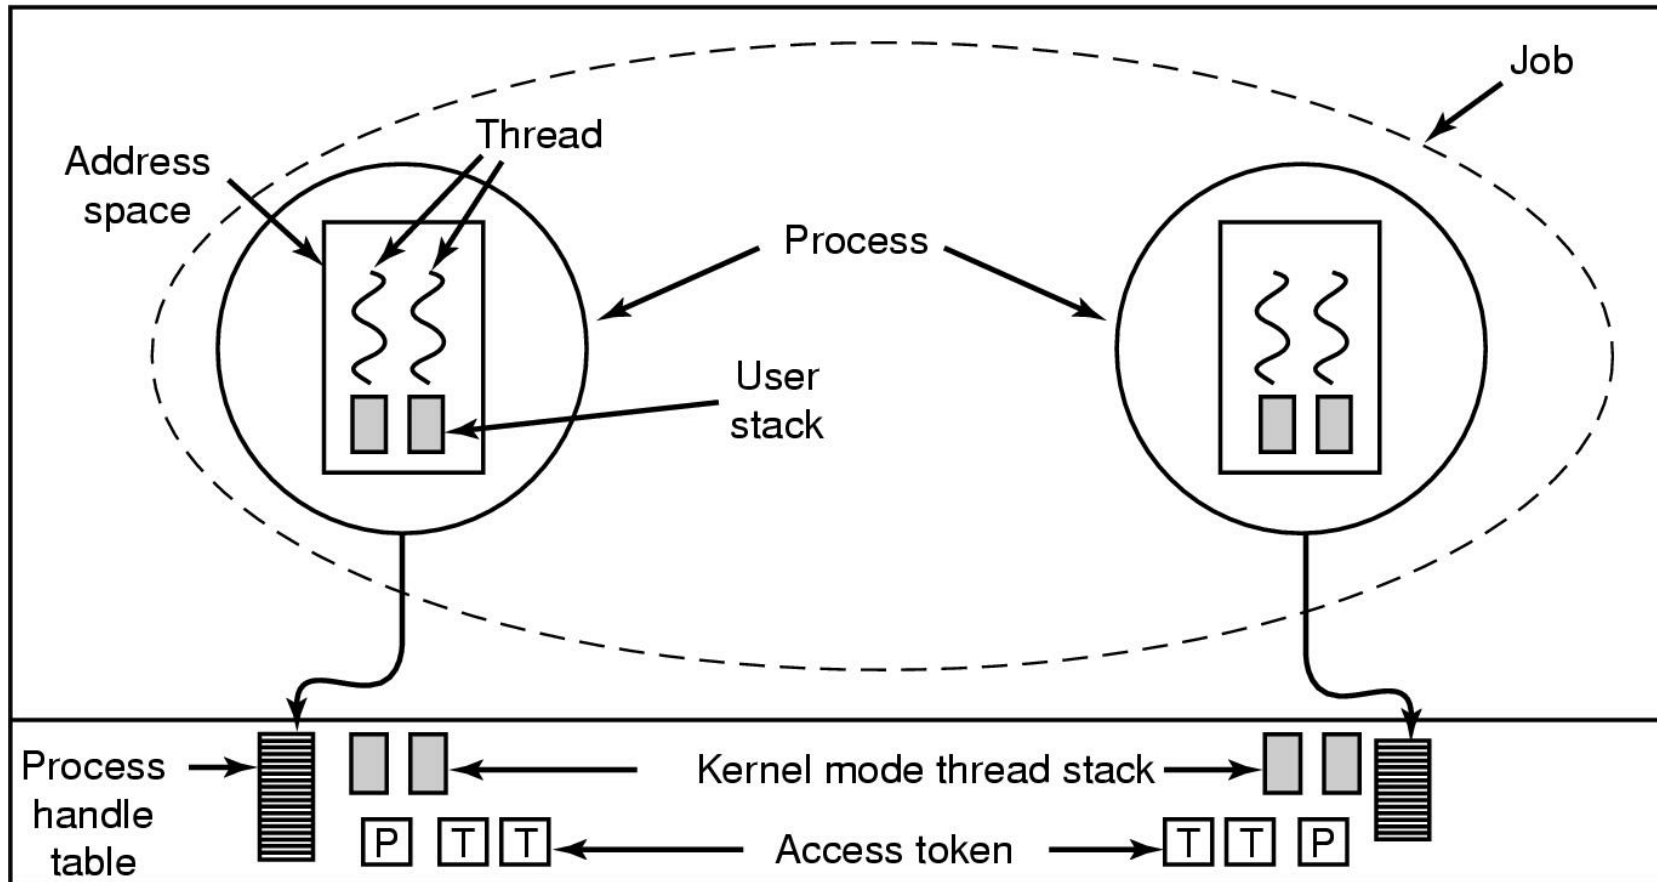 Job
Thread
Address
space
Process
User
stack
Process
handle
table
Kernel mode thread stack
P T T
Access token
T T P